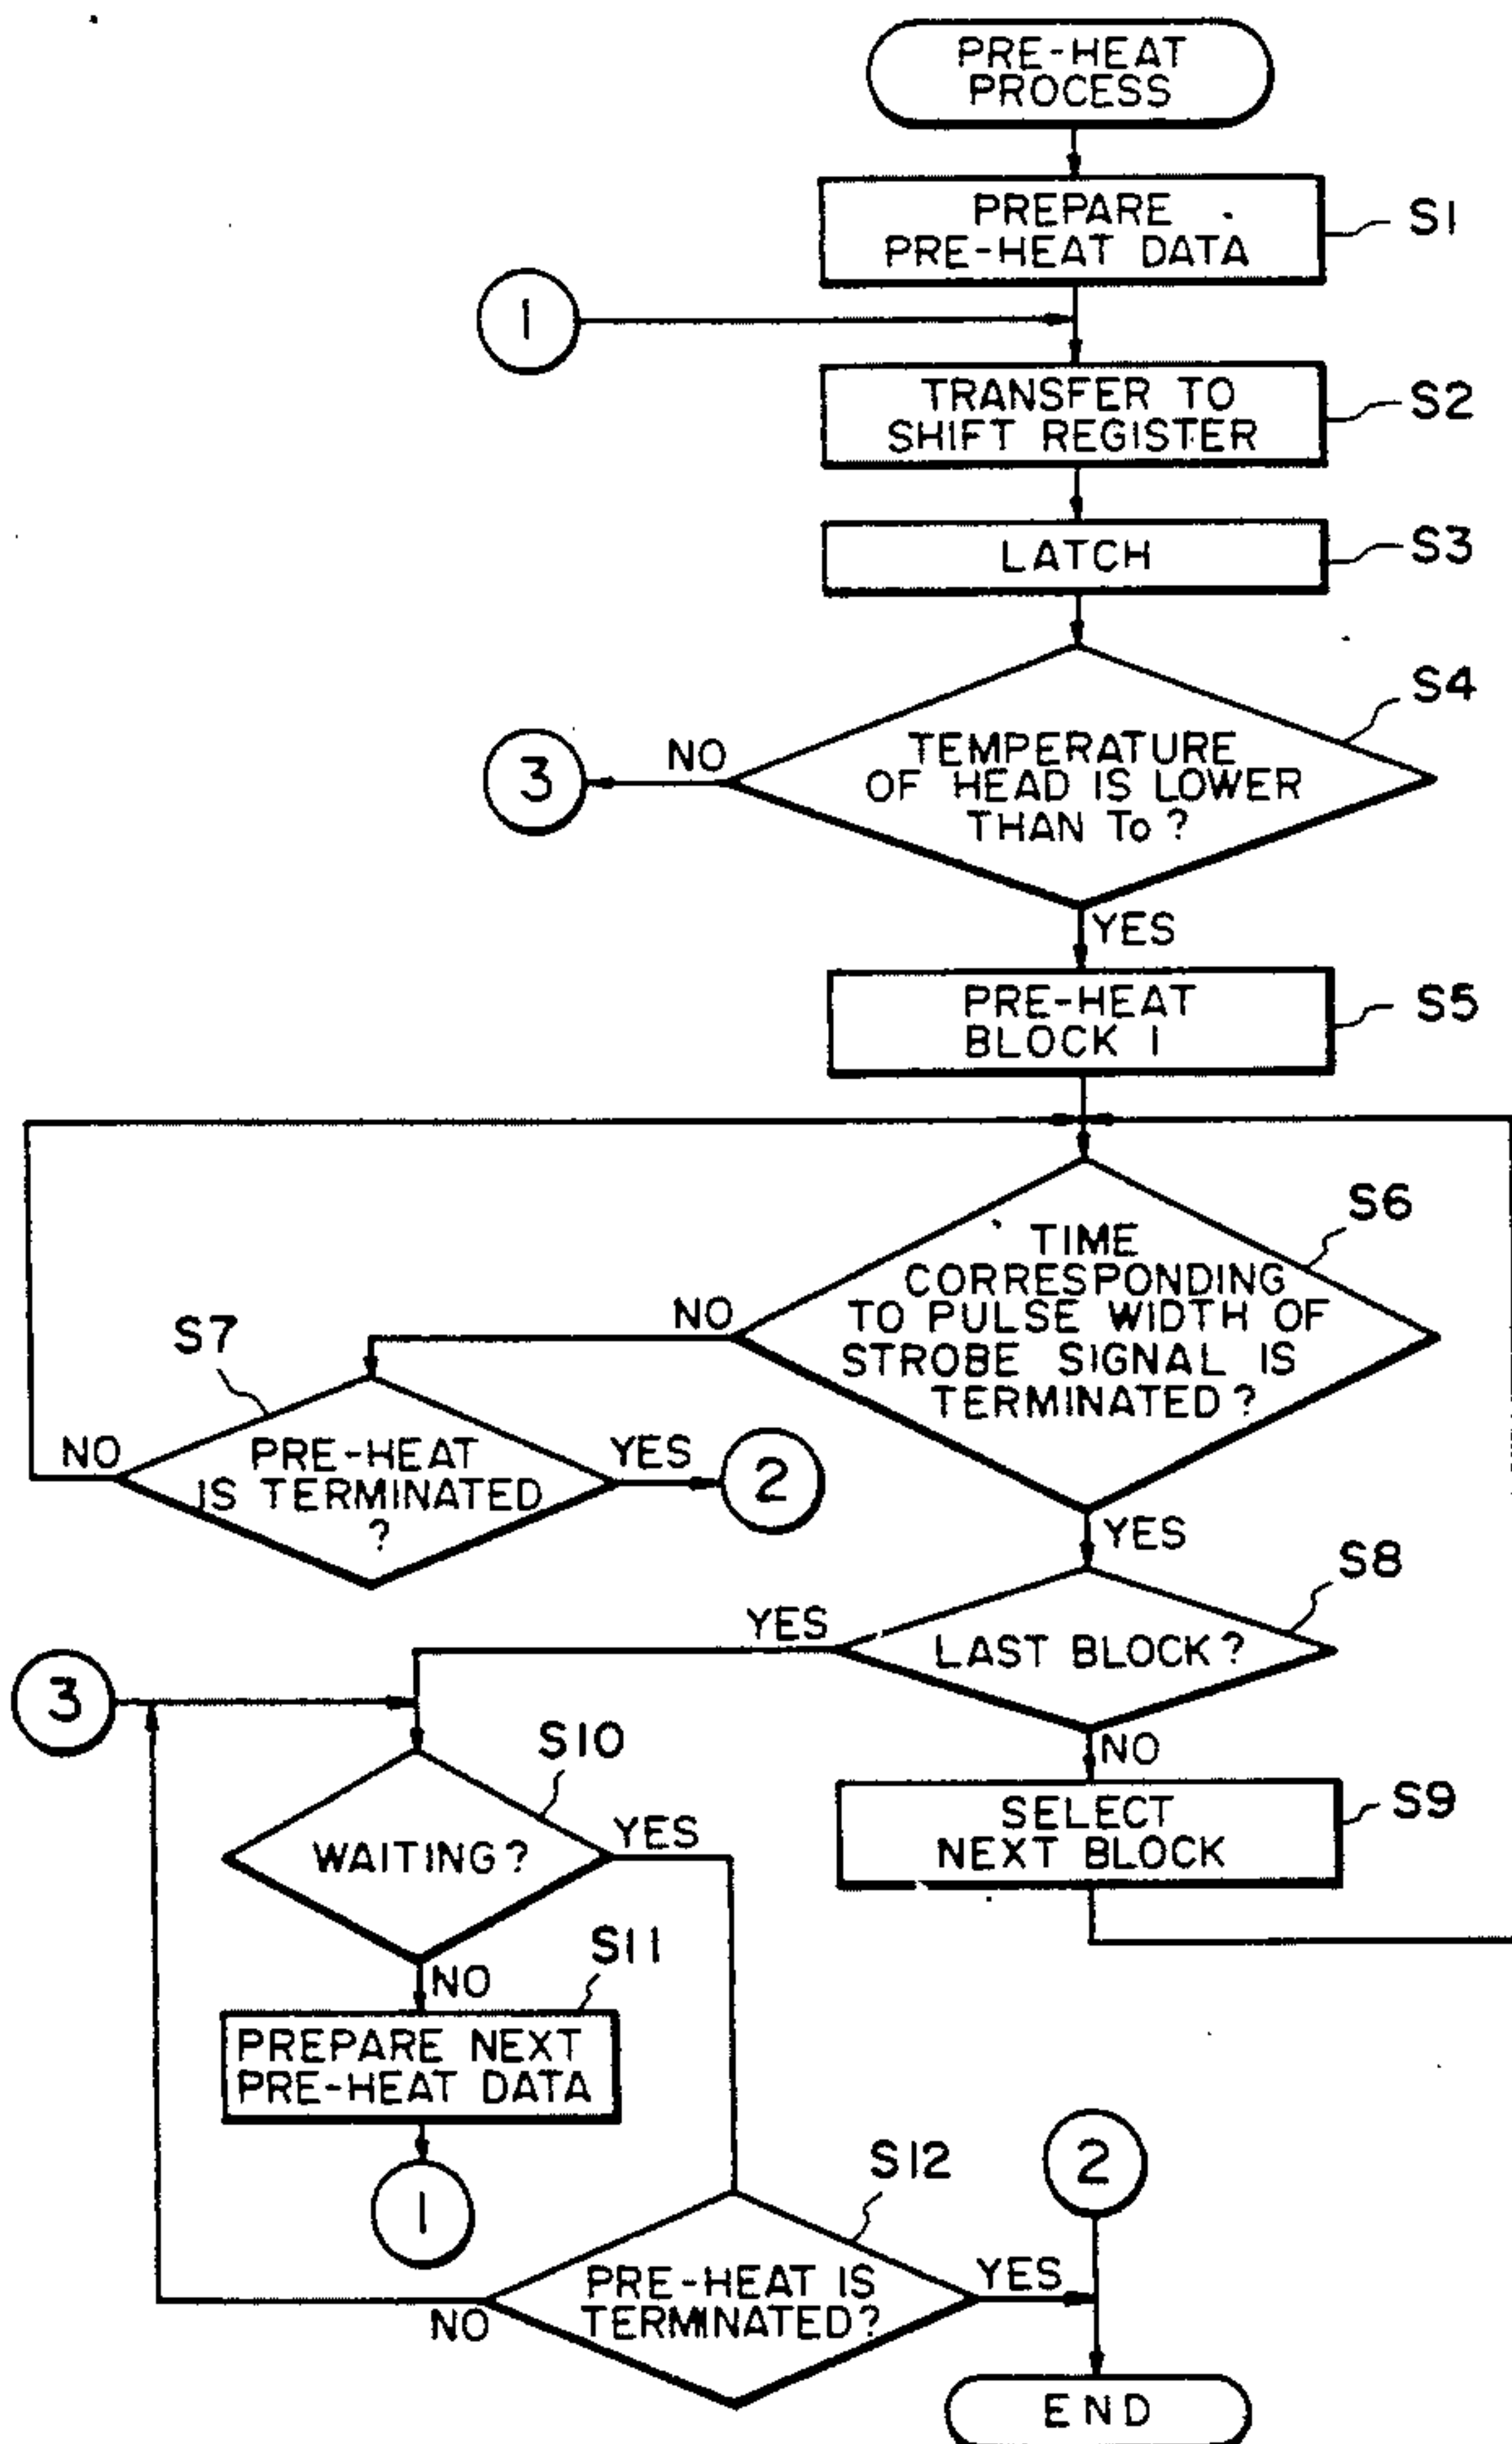 PRE-HEAT
PROCESS
PREPARE
PRE-HEAT DATA
S1
1
TRANSFER TO
SHIFT REGISTER
S2
LATCH
S3
S4
TEMPERATURE
OF HEAD IS LOWER
THAN To ?
NO
3
YES
PRE-HEAT
BLOCK 1
S5
S6
TIME
CORRESPONDING
TO PULSE WIDTH OF
STROBE SIGNAL IS
TERMINATED ?
NO
S7
PRE-HEAT
IS TERMINATED
?
NO
YES
2
YES
S8
LAST BLOCK ?
YES
3
NO
S10
WAITING ?
YES
SELECT
NEXT BLOCK
S9
NO
S11
PREPARE NEXT
PRE-HEAT DATA
1
S12
2
PRE-HEAT IS
TERMINATED ?
YES
NO
END